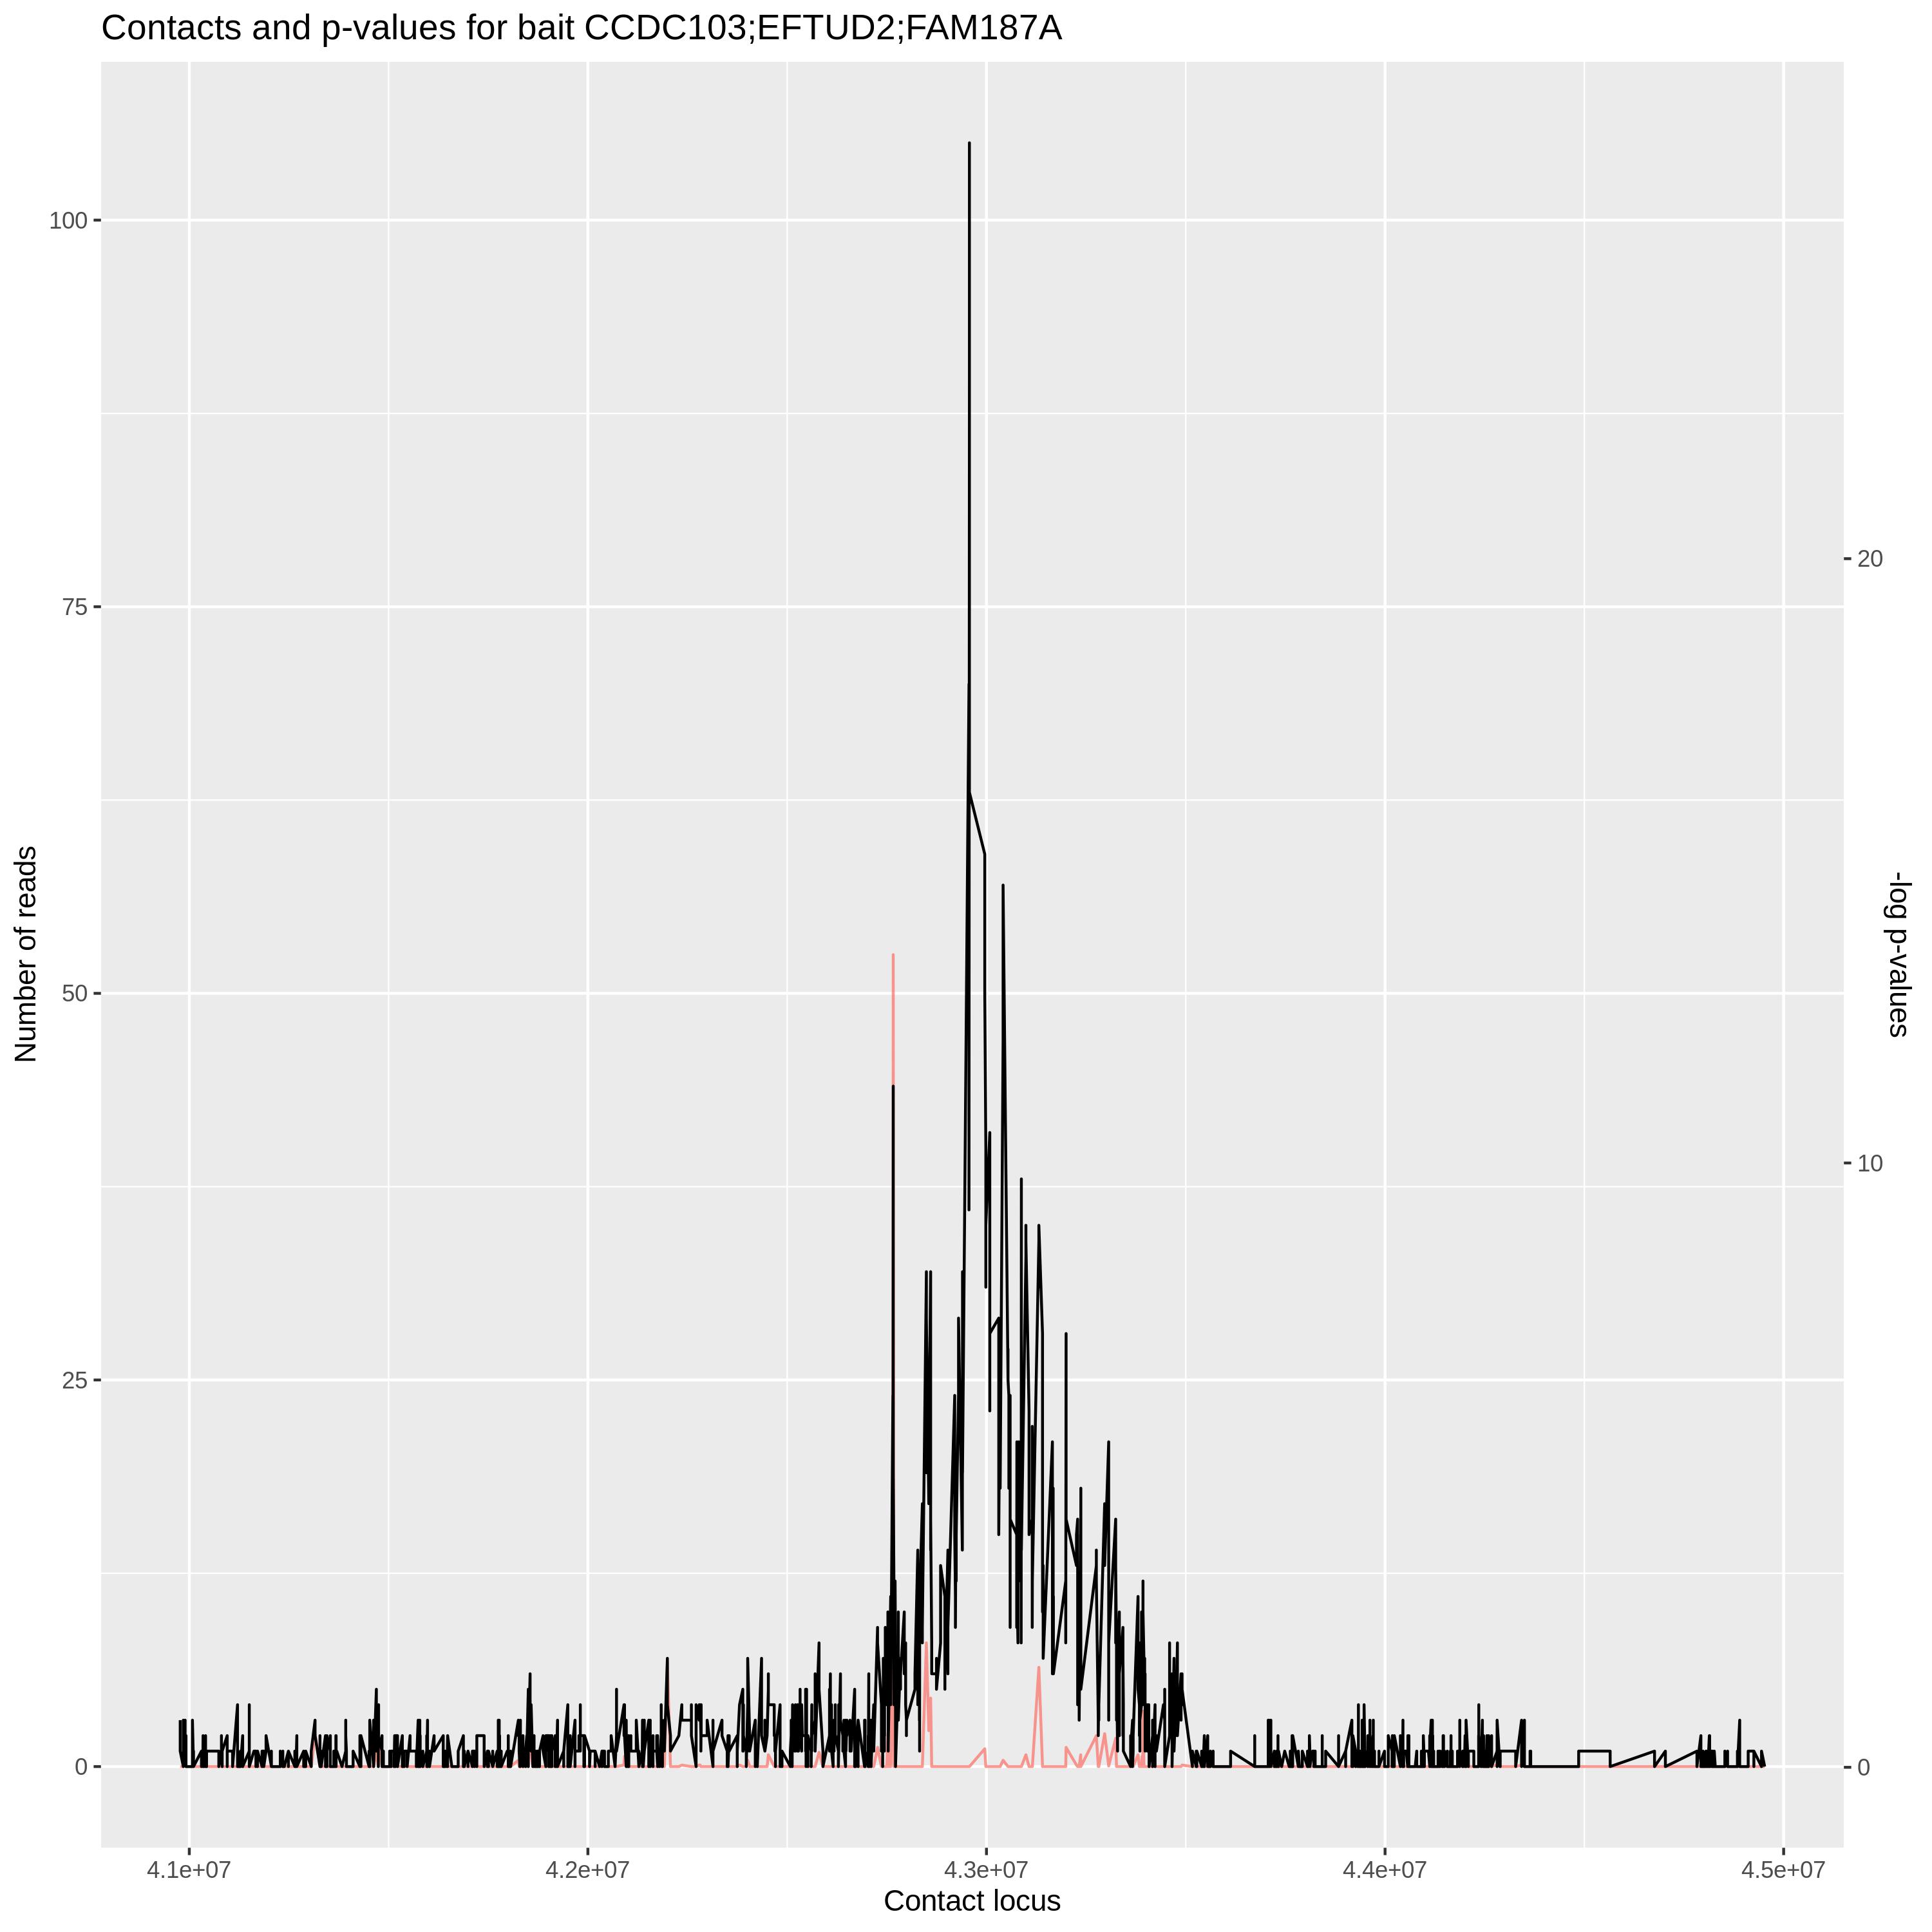 Contacts and p-values for bait CCDC103;EFTUD2;FAM187A
100
75
50
25
0
Number of reads
20
10
0
-log p-values
4.1e+07
4.2e+07
4.3e+07
4.4e+07
4.5e+07
Contact locus